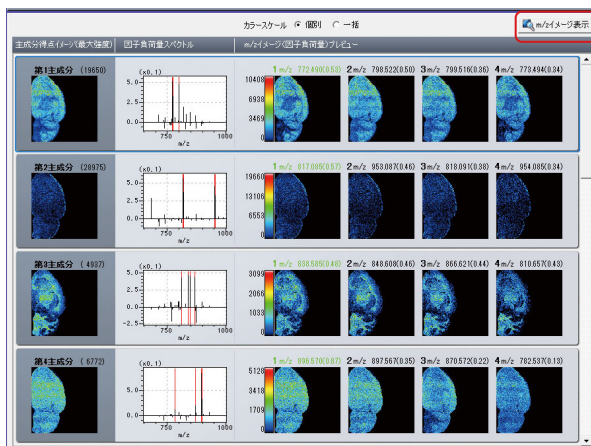 カラースケール 個別 一括 m/zイメージ表示
主成分得点イメージ(最大強度) 因子負荷量スペクトル m/zイメージ(因子負荷量)プレビュー
第1主成分 (19650) (x0.1) 1 m/z 772.490(0.53) 2 m/z 798.522(0.50) 3 m/z 799.516(0.36) 4 m/z 773.494(0.34)
5.0 10408
2.5 6938
0.0 3469
750 1000 0
m/z
第2主成分 (28975) (x0.1) 1 m/z 817.095(0.57) 2 m/z 953.087(0.46) 3 m/z 818.091(0.38) 4 m/z 954.085(0.34)
5.0 19660
2.5 13106
0.0 6553
750 1000 0
m/z
第3主成分 (4937) (x0.1) 1 m/z 838.585(0.48) 2 m/z 848.608(0.46) 3 m/z 866.621(0.44) 4 m/z 810.657(0.43)
5.0 3099
2.5 2066
0.0 1033
-2.5 0
750 1000
m/z
第4主成分 (6772) (x0.1) 1 m/z 896.570(0.87) 2 m/z 897.567(0.35) 3 m/z 870.572(0.22) 4 m/z 782.537(0.13)
5128
5.0 3418
1709
0.0 0
750 1000
m/z